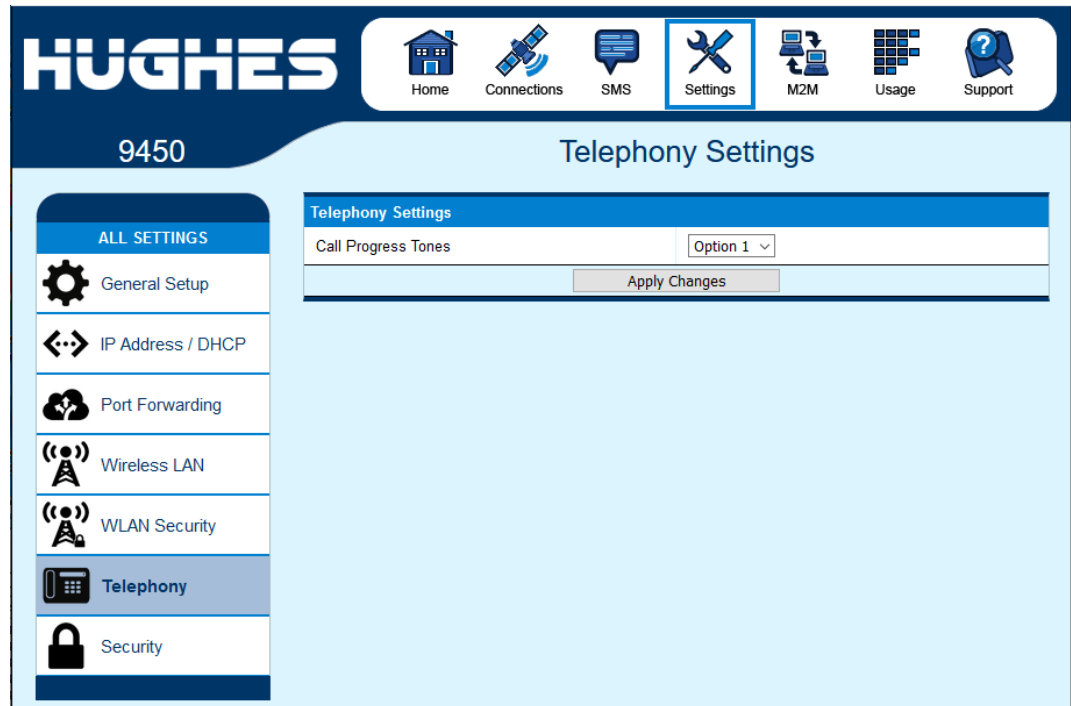 HUGHES
Home
Connections
SMS
Settings
M2M
Usage
Support
9450
Telephony Settings
ALL SETTINGS
General Setup
IP Address / DHCP
Port Forwarding
Wireless LAN
WLAN Security
Telephony
Security
Telephony Settings
Call Progress Tones
Option 1
Apply Changes